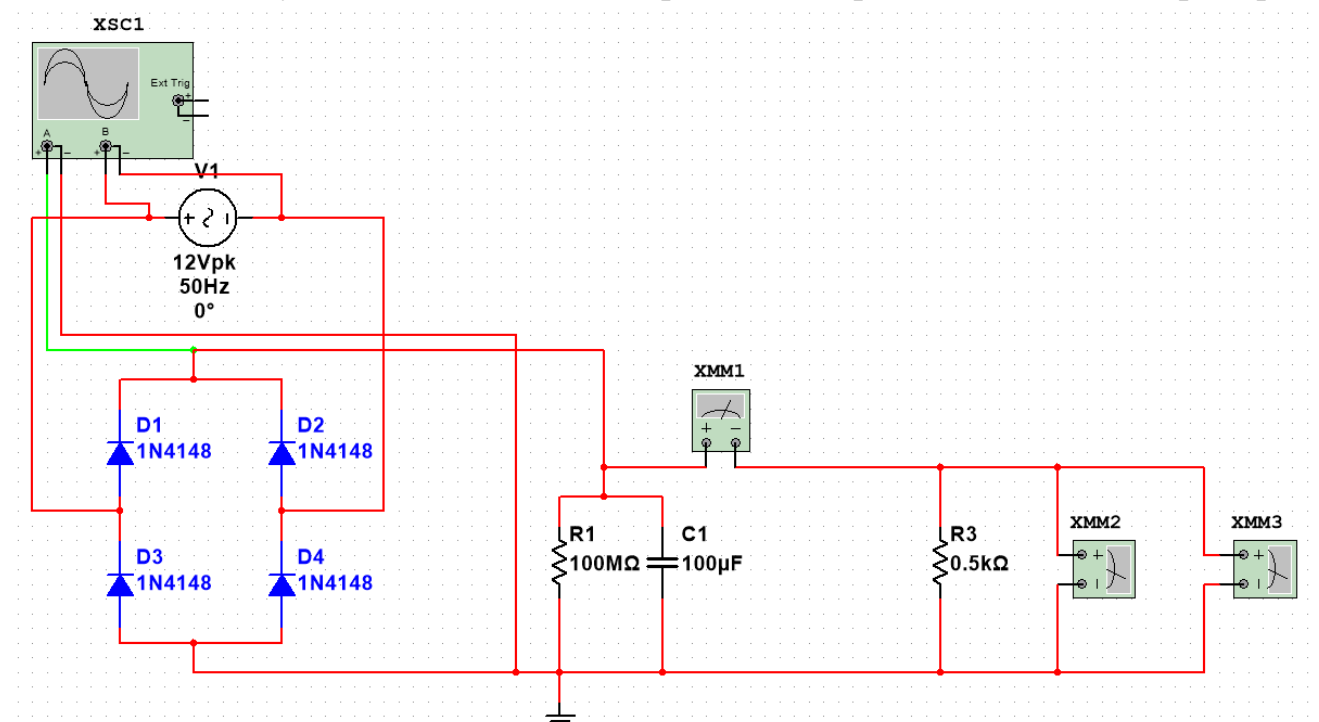 XSC1
Ext Trig
+
−
A
B
+ −
+ −
V1
+ −
12Vpk
50Hz
0°
XMM1
+ −
D1
1N4148
D2
1N4148
R1
100MΩ
C1
100µF
R3
0.5kΩ
XMM2
+
−
XMM3
+
−
D3
1N4148
D4
1N4148